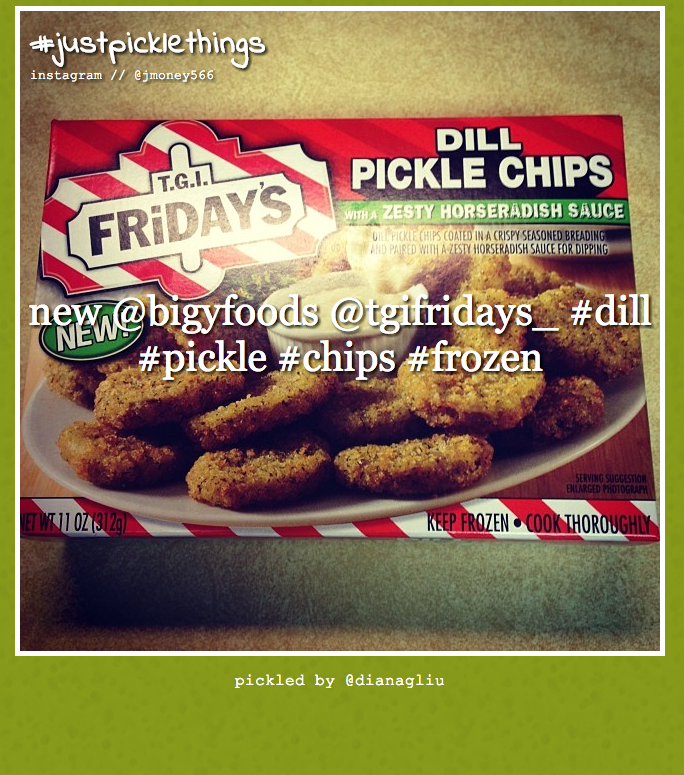 #justpicklethings
instagram // @jmoney566
DILL
PICKLE CHIPS
T.G.I.
FRiDAY'S
WITH A ZESTY HORSERADISH SAUCE
DILL PICKLE CHIPS COATED IN A CRISPY SEASONED BREADING
AND PAIRED WITH A ZESTY HORSERADISH SAUCE FOR DIPPING
new @bigyfoods @tgifridays_ #dill
#pickle #chips #frozen
NEW!
SERVING SUGGESTION
ENLARGED PHOTOGRAPH
NET WT 11 OZ (312g)
KEEP FROZEN • COOK THOROUGHLY
pickled by @dianagliu